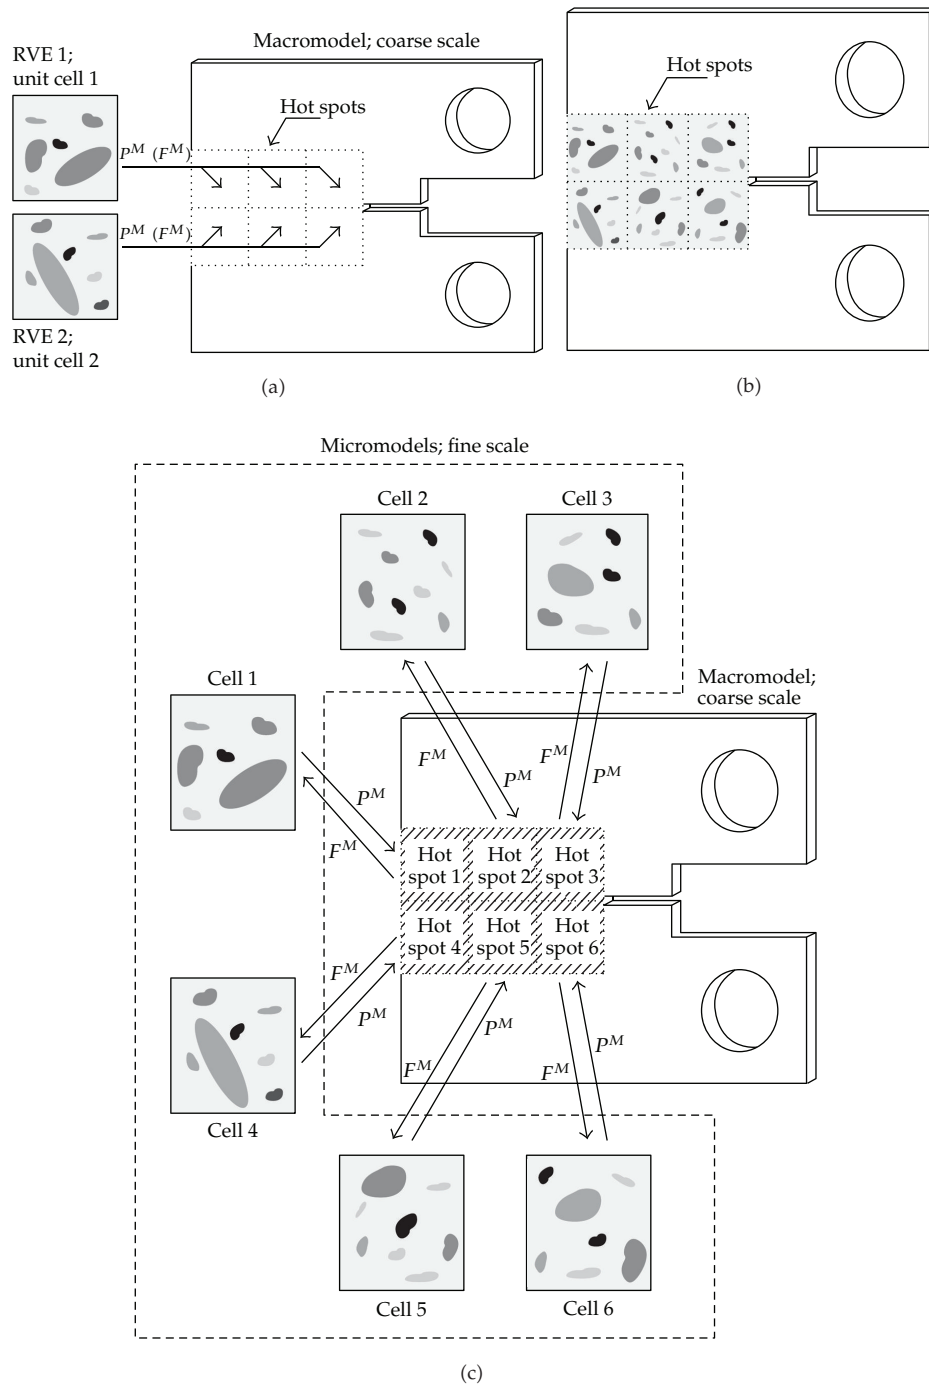 Macromodel; coarse scale
RVE 1;
unit cell 1
Hot spots
P^M (F^M)
P^M (F^M)
RVE 2;
unit cell 2
(a)
Hot spots
(b)
Micromodels; fine scale
Cell 2
Cell 3
Cell 1
Macromodel;
coarse scale
F^M
P^M
F^M
P^M
P^M
F^M
Hot
spot 1
Hot
spot 2
Hot
spot 3
Hot
spot 4
Hot
spot 5
Hot
spot 6
F^M
P^M
F^M
P^M
F^M
P^M
Cell 4
Cell 5
Cell 6
(c)